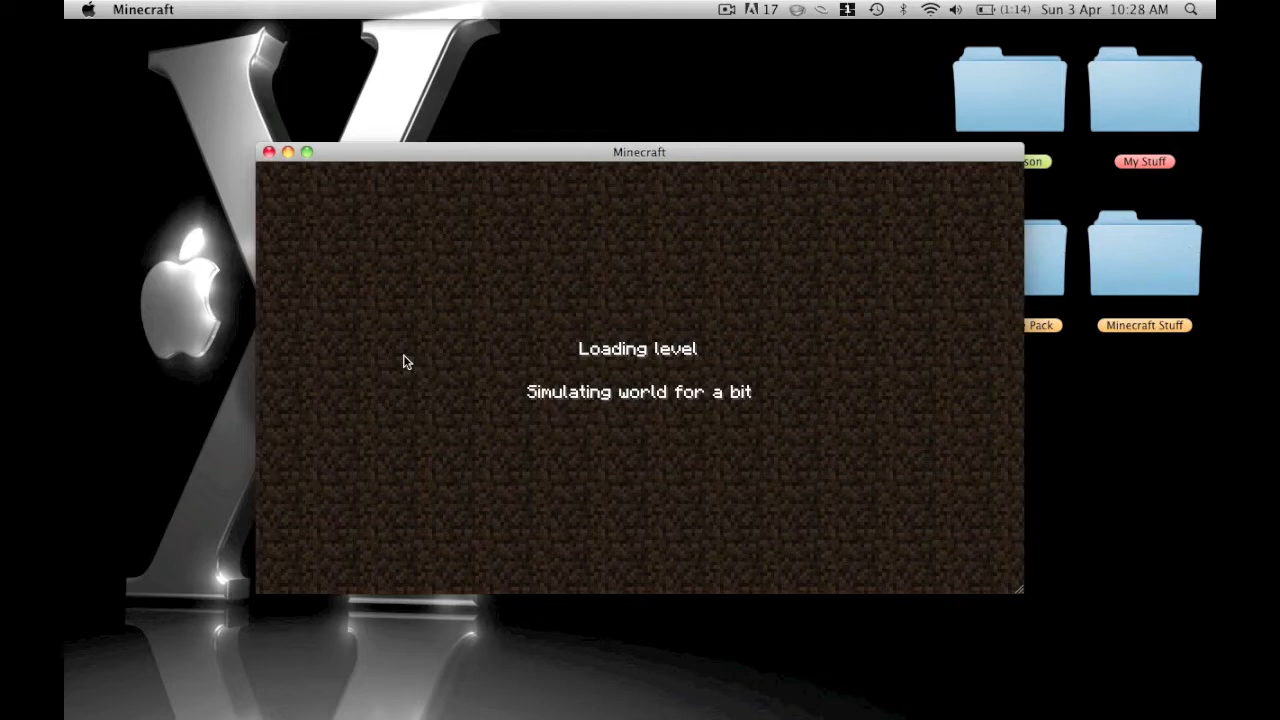 Minecraft 17 (1:14) Sun 3 Apr 10:28 AM
Minecraft
son My Stuff
Loading level
Pack Minecraft Stuff
Simulating world for a bit